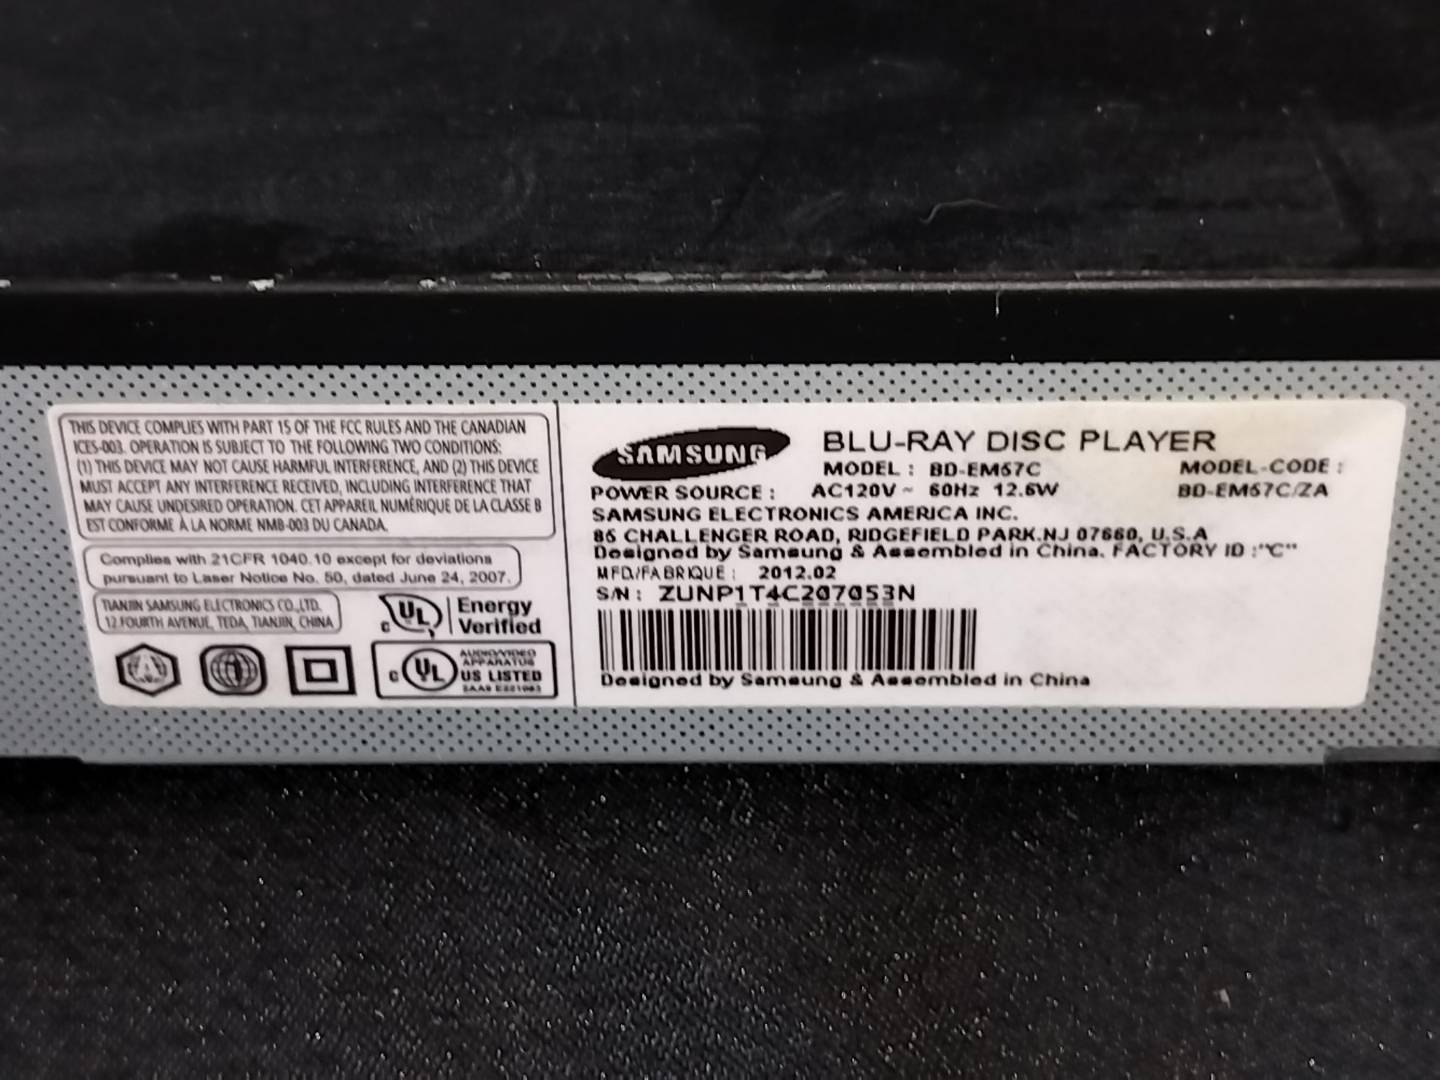 THIS DEVICE COMPLIES WITH PART 15 OF THE FCC RULES AND THE CANADIAN
ICES-003. OPERATION IS SUBJECT TO THE FOLLOWING TWO CONDITIONS:
(1) THIS DEVICE MAY NOT CAUSE HARMFUL INTERFERENCE, AND (2) THIS DEVICE
MUST ACCEPT ANY INTERFERENCE RECEIVED, INCLUDING INTERFERENCE THAT
MAY CAUSE UNDESIRED OPERATION. CET APPAREIL NUMÉRIQUE DE LA CLASSE B
EST CONFORME À LA NORME NMB-003 DU CANADA.
Complies with 21CFR 1040.10 except for deviations
pursuant to Laser Notice No. 50, dated June 24, 2007.
TIANJIN SAMSUNG ELECTRONICS CO.,LTD.
12 FOURTH AVENUE, TEDA, TIANJIN, CHINA
c UL Energy
Verified
c UL AUDIO/VIDEO
APPARATUS
US LISTED
SAMSUNG
BLU-RAY DISC PLAYER
MODEL : BD-EM57C MODEL-CODE :
POWER SOURCE : AC120V ~ 60Hz 12.6W BD-EM57C/ZA
SAMSUNG ELECTRONICS AMERICA INC.
85 CHALLENGER ROAD, RIDGEFIELD PARK.NJ 07660, U.S.A
Designed by Samsung & Assembled in China. FACTORY ID :"C"
MFD/FABRIQUE : 2012.02
S/N : ZUNP1T4C207053N
Designed by Samsung & Assembled in China